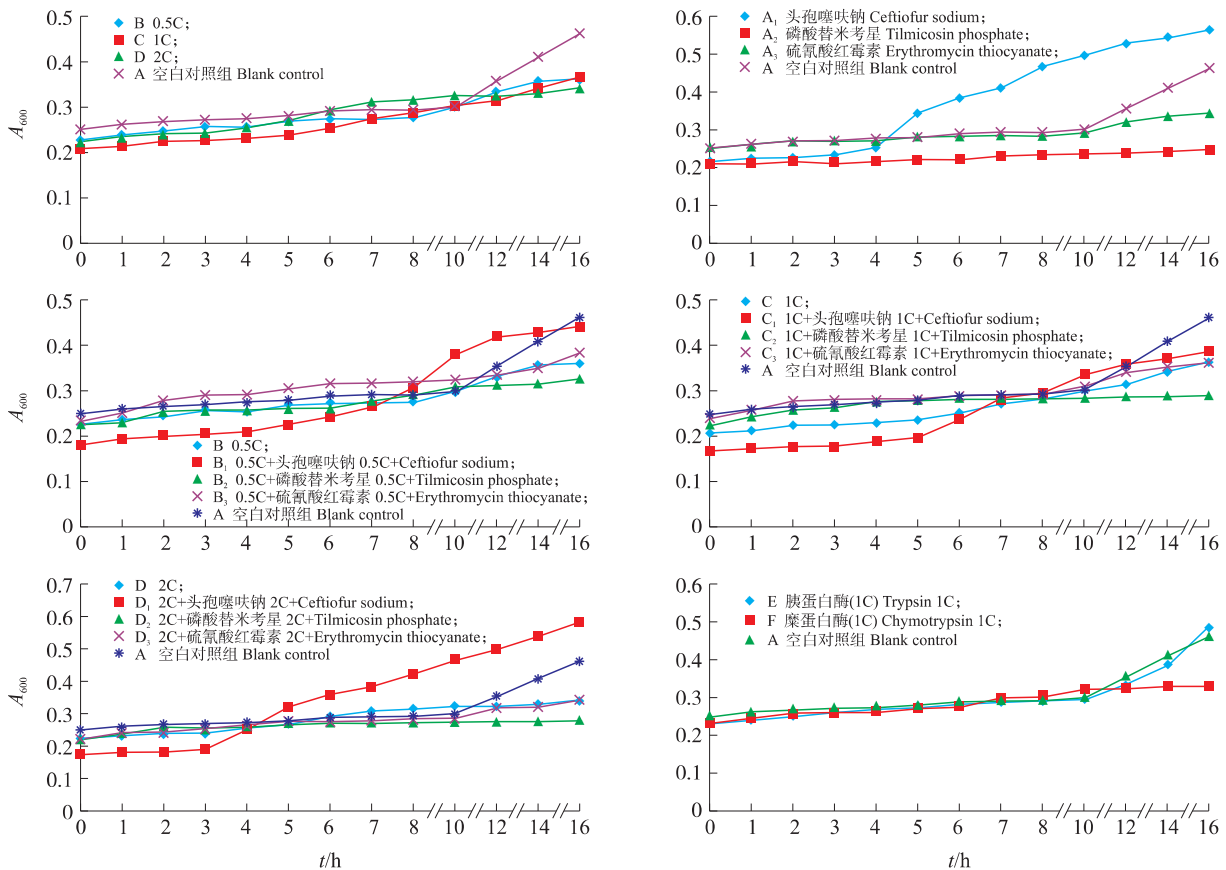 B 0.5C；
C 1C；
D 2C；
A 空白对照组 Blank control
A600
0.5
0.4
0.3
0.2
0.1
0
0 1 2 3 4 5 6 7 8 10 12 14 16
A1 头孢噻呋钠 Ceftiofur sodium；
A2 磷酸替米考星 Tilmicosin phosphate；
A3 硫氰酸红霉素 Erythromycin thiocyanate；
A 空白对照组 Blank control
0.6
0.5
0.4
0.3
0.2
0.1
0
0 1 2 3 4 5 6 7 8 10 12 14 16
B 0.5C；
B1 0.5C+头孢噻呋钠 0.5C+Ceftiofur sodium；
B2 0.5C+磷酸替米考星 0.5C+Tilmicosin phosphate；
B3 0.5C+硫氰酸红霉素 0.5C+Erythromycin thiocyanate；
A 空白对照组 Blank control
A600
0.5
0.4
0.3
0.2
0.1
0
0 1 2 3 4 5 6 7 8 10 12 14 16
C 1C；
C1 1C+头孢噻呋钠 1C+Ceftiofur sodium；
C2 1C+磷酸替米考星 1C+Tilmicosin phosphate；
C3 1C+硫氰酸红霉素 1C+Erythromycin thiocyanate；
A 空白对照组 Blank control
0.5
0.4
0.3
0.2
0.1
0
0 1 2 3 4 5 6 7 8 10 12 14 16
D 2C；
D1 2C+头孢噻呋钠 2C+Ceftiofur sodium；
D2 2C+磷酸替米考星 2C+Tilmicosin phosphate；
D3 2C+硫氰酸红霉素 2C+Erythromycin thiocyanate；
A 空白对照组 Blank control
A600
0.7
0.6
0.5
0.4
0.3
0.2
0.1
0
0 1 2 3 4 5 6 7 8 10 12 14 16
t/h
E 胰蛋白酶(1C) Trypsin 1C；
F 糜蛋白酶(1C) Chymotrypsin 1C；
A 空白对照组 Blank control
0.6
0.5
0.4
0.3
0.2
0.1
0
0 1 2 3 4 5 6 7 8 10 12 14 16
t/h